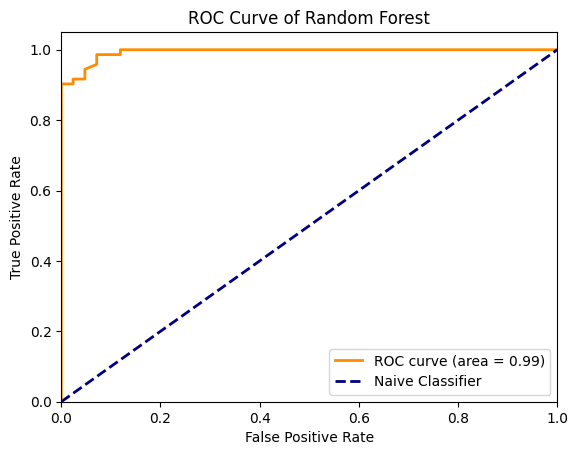 ROC Curve of Random Forest
True Positive Rate
1.0
0.8
0.6
0.4
0.2
0.0
0.0 0.2 0.4 0.6 0.8 1.0
False Positive Rate
ROC curve (area = 0.99)
Naive Classifier